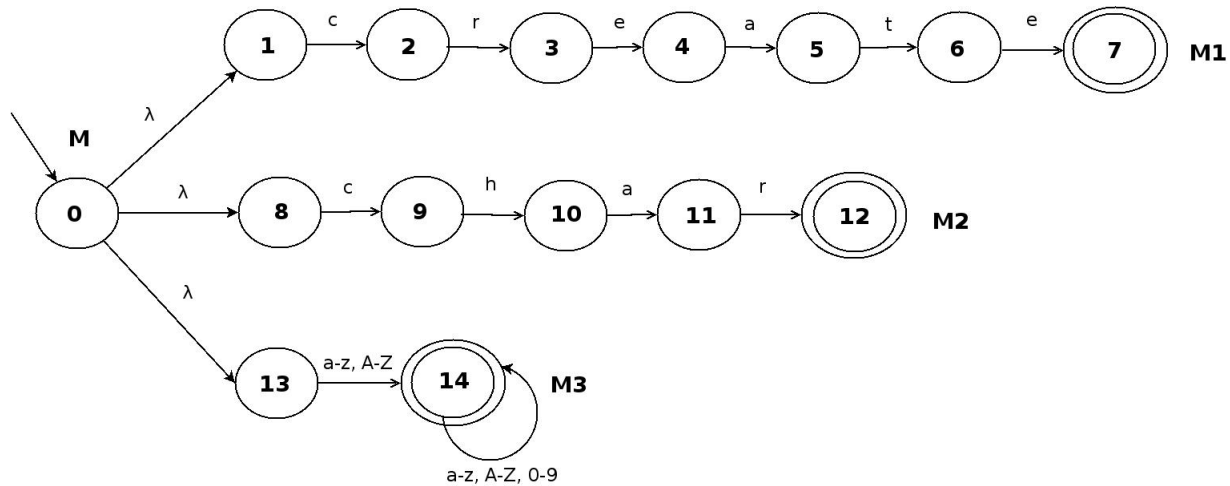 c r e a t e
1 2 3 4 5 6 7 M1
λ
M
λ c h a r
0 8 9 10 11 12 M2
λ
a-z, A-Z
13 14 M3
a-z, A-Z, 0-9